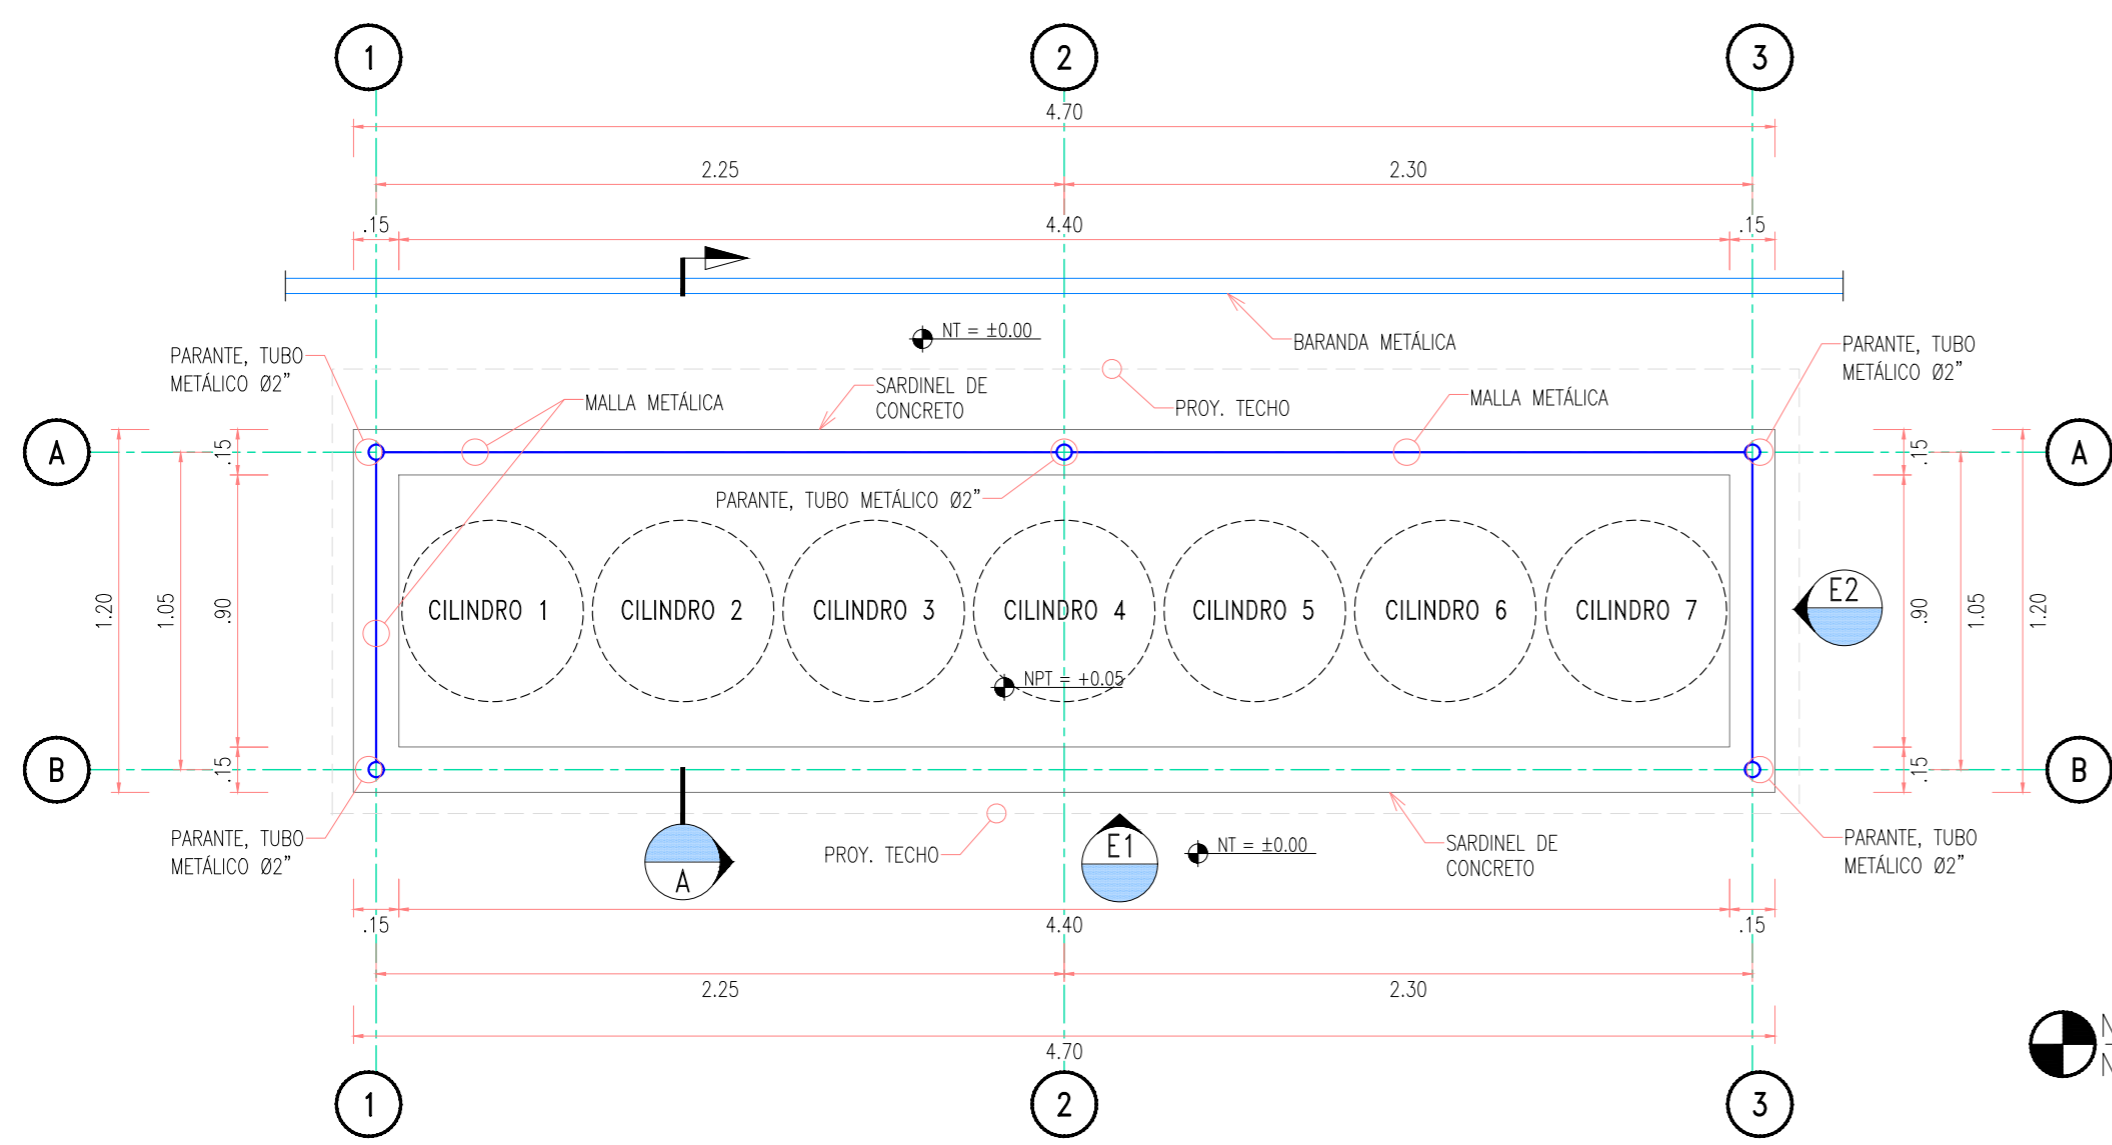 1
2
3
4.70
2.25
2.30
.15
4.40
.15
NT = ±0.00
BARANDA METÁLICA
PARANTE, TUBO
METÁLICO Ø2"
PARANTE, TUBO
METÁLICO Ø2"
MALLA METÁLICA
SARDINEL DE
CONCRETO
PROY. TECHO
MALLA METÁLICA
A
.15
.15
A
PARANTE, TUBO METÁLICO Ø2"
1.20
1.05
.90
CILINDRO 1
CILINDRO 2
CILINDRO 3
CILINDRO 4
CILINDRO 5
CILINDRO 6
CILINDRO 7
E2
.90
1.05
1.20
NPT = +0.05
B
.15
.15
B
PARANTE, TUBO
METÁLICO Ø2"
A
PROY. TECHO
E1
NT = ±0.00
SARDINEL DE
CONCRETO
PARANTE, TUBO
METÁLICO Ø2"
.15
4.40
.15
2.25
2.30
4.70
N
N
1
2
3